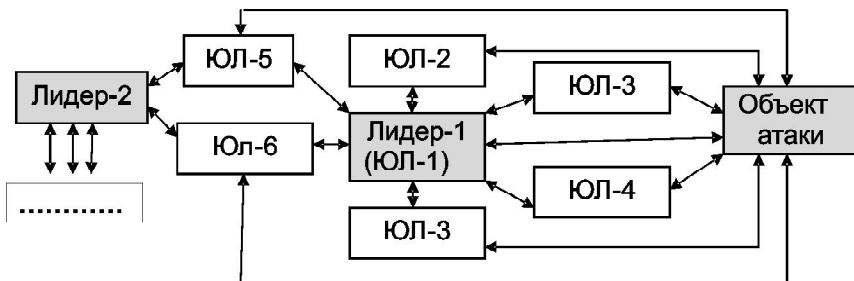 ЮЛ-5
ЮЛ-2
ЮЛ-3
Лидер-2
Объект
атаки
Лидер-1
(ЮЛ-1)
Юл-6
ЮЛ-4
ЮЛ-3
............